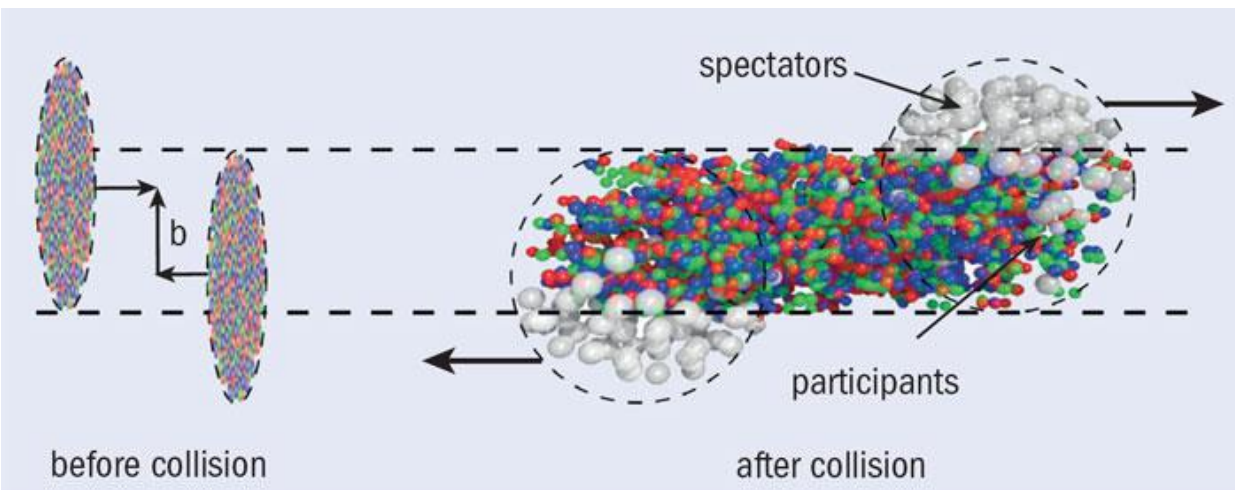 spectators
b
participants
before collision
after collision